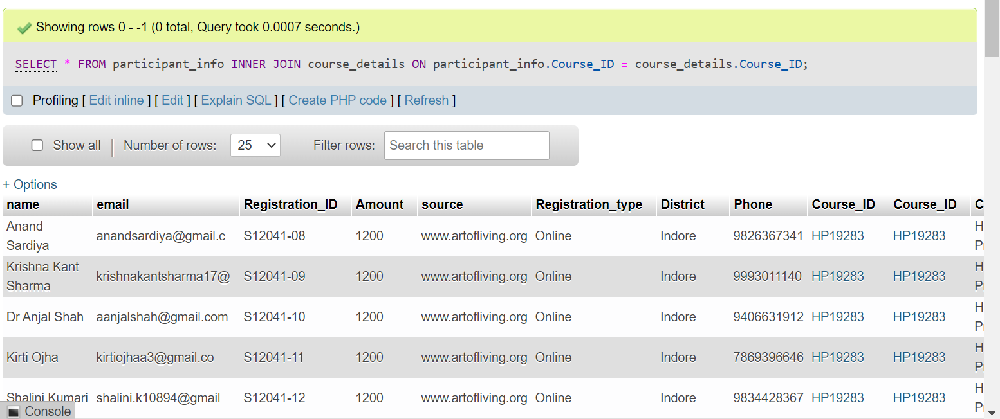 Showing rows 0 - -1 (0 total, Query took 0.0007 seconds.)
SELECT * FROM participant_info INNER JOIN course_details ON participant_info.Course_ID = course_details.Course_ID;
Profiling [ Edit inline ] [ Edit ] [ Explain SQL ] [ Create PHP code ] [ Refresh ]
Show all | Number of rows: 25 Filter rows: Search this table
+ Options
name email Registration_ID Amount source Registration_type District Phone Course_ID Course_ID C
Anand Sardiya anandsardiya@gmail.c S12041-08 1200 www.artofliving.org Online Indore 9826367341 HP19283 HP19283 H P
Krishna Kant Sharma krishnakantsharma17@ S12041-09 1200 www.artofliving.org Online Indore 9993011140 HP19283 HP19283 H P
Dr Anjal Shah aanjalshah@gmail.com S12041-10 1200 www.artofliving.org Online Indore 9406631912 HP19283 HP19283 H P
Kirti Ojha kirtiojhaa3@gmail.co S12041-11 1200 www.artofliving.org Online Indore 7869396646 HP19283 HP19283 H P
Shalini Kumari shalini.k10894@gmail S12041-12 1200 www.artofliving.org Online Indore 9834428367 HP19283 HP19283 H P
Console